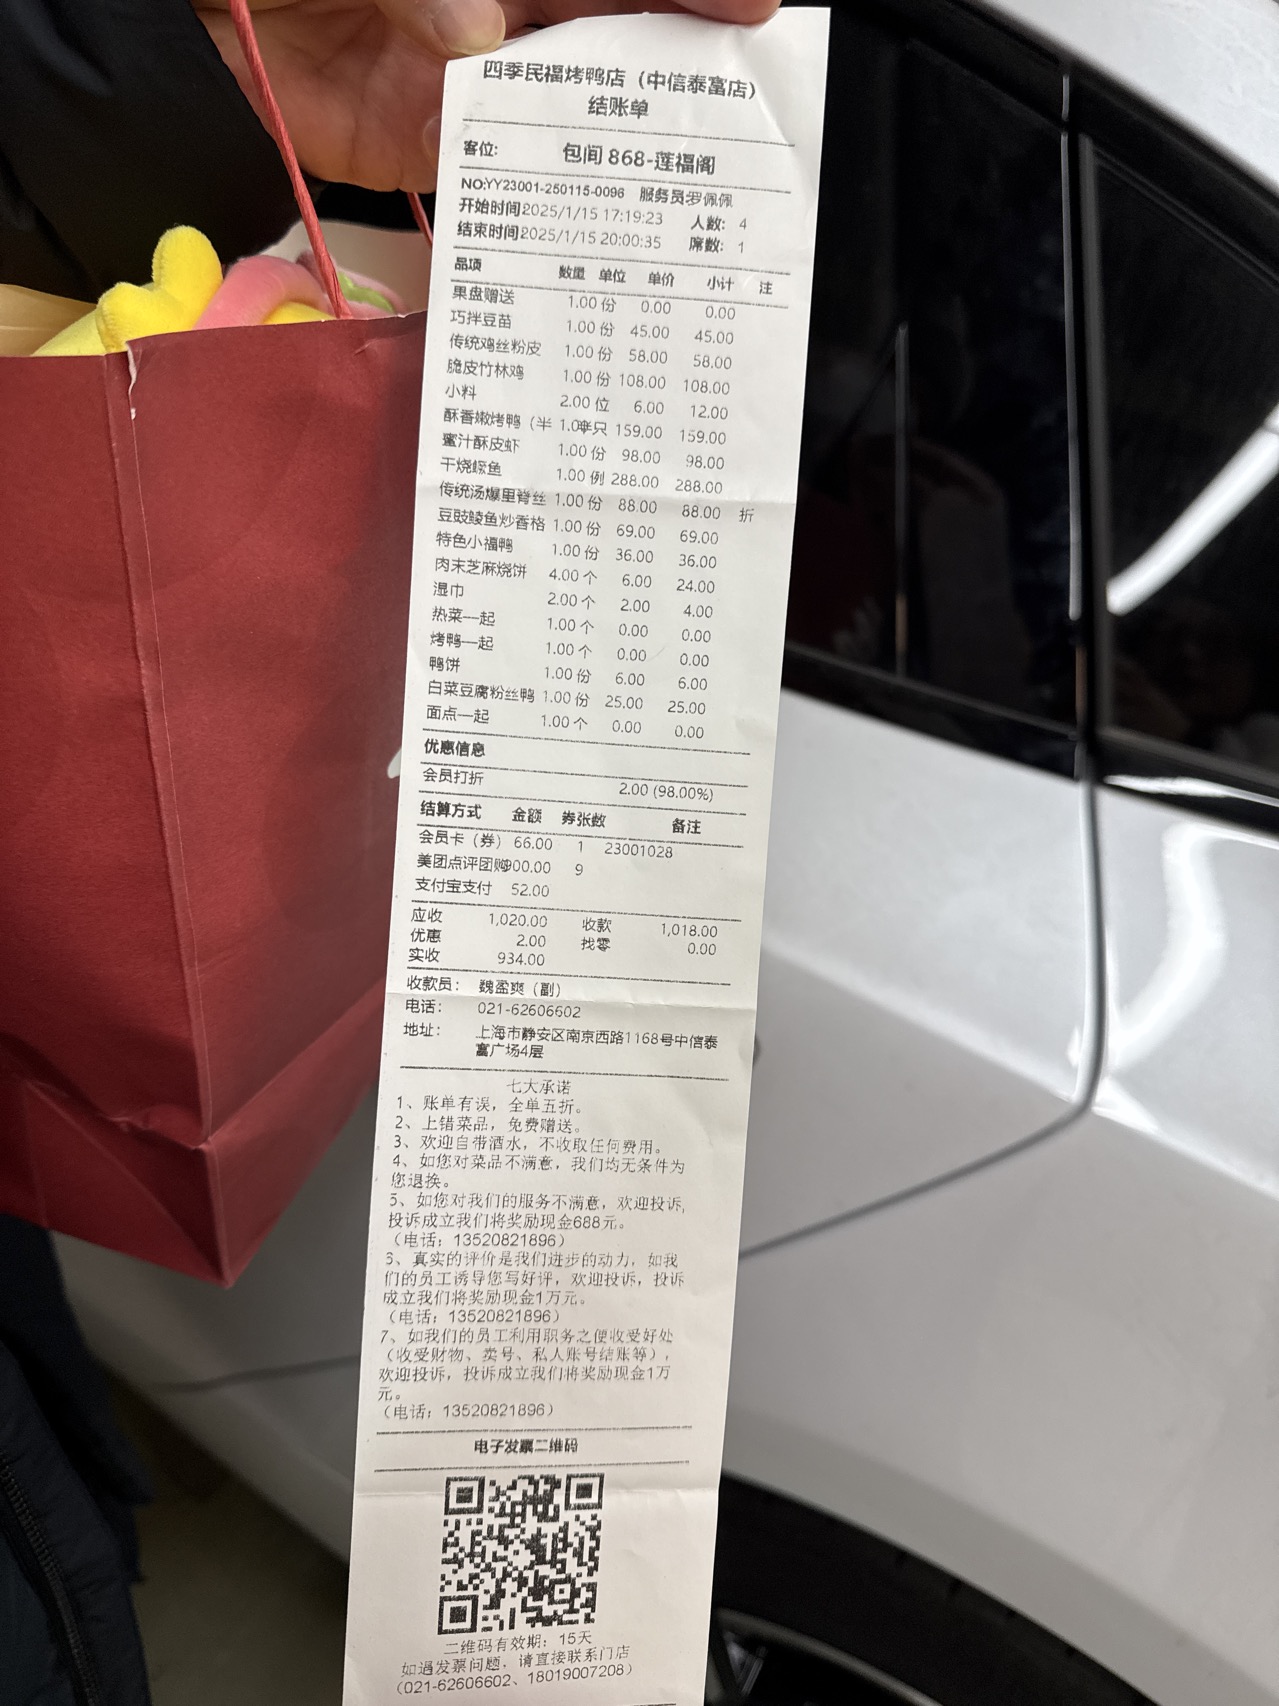 四季民福烤鸭店（中信泰富店）
结账单
客位： 包间 868-莲福阁
NO:YY23001-250115-0096 服务员:罗佩佩
开始时间2025/1/15 17:19:23 人数： 4
结束时间2025/1/15 20:00:35 席数： 1
品项 数量 单位 单价 小计 注
果盘赠送 1.00 份 0.00 0.00
巧拌豆苗 1.00 份 45.00 45.00
传统鸡丝粉皮 1.00 份 58.00 58.00
脆皮竹林鸡 1.00 份 108.00 108.00
小料 2.00 位 6.00 12.00
酥香嫩烤鸭（半 1.00 半只 159.00 159.00
蜜汁酥皮虾 1.00 份 98.00 98.00
干烧鳜鱼 1.00 例 288.00 288.00
传统汤爆里脊丝 1.00 份 88.00 88.00 折
豆豉鲮鱼炒香格 1.00 份 69.00 69.00
特色小福鸭 1.00 份 36.00 36.00
肉末芝麻烧饼 4.00 个 6.00 24.00
湿巾 2.00 个 2.00 4.00
热菜一起 1.00 个 0.00 0.00
烤鸭一起 1.00 个 0.00 0.00
鸭饼 1.00 份 6.00 6.00
白菜豆腐粉丝鸭 1.00 份 25.00 25.00
面点一起 1.00 个 0.00 0.00
优惠信息
会员打折 2.00 (98.00%)
结算方式 金额 券张数 备注
会员卡（券） 66.00 1 23001028
美团点评团购900.00 9
支付宝支付 52.00
应收 1,020.00 收款 1,018.00
优惠 2.00 找零 0.00
实收 934.00
收款员： 魏盈爽（副）
电话： 021-62606602
地址： 上海市静安区南京西路1168号中信泰
富广场4层
七大承诺
1、账单有误，全单五折。
2、上错菜品，免费赠送。
3、欢迎自带酒水，不收取任何费用。
4、如您对菜品不满意，我们均无条件为
您退换。
5、如您对我们的服务不满意，欢迎投诉，
投诉成立我们将奖励现金688元。
（电话：13520821896）
6、真实的评价是我们进步的动力，如我
们的员工诱导您写好评，欢迎投诉，投诉
成立我们将奖励现金1万元。
（电话：13520821896）
7、如我们的员工利用职务之便收受好处
（收受财物、卖号、私人账号结账等），
欢迎投诉，投诉成立我们将奖励现金1万
元。
（电话：13520821896）
电子发票二维码
二维码有效期：15天
如遇发票问题，请直接联系门店
（021-62606602、18019007208）